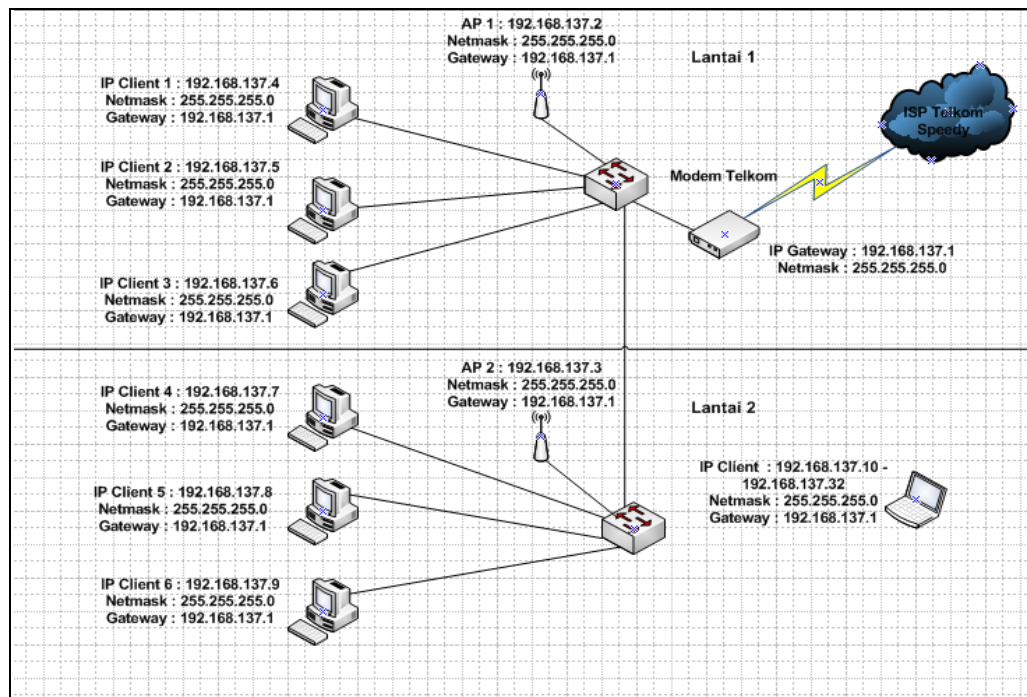 AP 1 : 192.168.137.2
Netmask : 255.255.255.0
Gateway : 192.168.137.1
Lantai 1
IP Client 1 : 192.168.137.4
Netmask : 255.255.255.0
Gateway : 192.168.137.1
ISP Telkom
Speedy
IP Client 2 : 192.168.137.5
Netmask : 255.255.255.0
Gateway : 192.168.137.1
Modem Telkom
IP Gateway : 192.168.137.1
Netmask : 255.255.255.0
IP Client 3 : 192.168.137.6
Netmask : 255.255.255.0
Gateway : 192.168.137.1
AP 2 : 192.168.137.3
Netmask : 255.255.255.0
Gateway : 192.168.137.1
Lantai 2
IP Client 4 : 192.168.137.7
Netmask : 255.255.255.0
Gateway : 192.168.137.1
IP Client : 192.168.137.10 -
192.168.137.32
Netmask : 255.255.255.0
Gateway : 192.168.137.1
IP Client 5 : 192.168.137.8
Netmask : 255.255.255.0
Gateway : 192.168.137.1
IP Client 6 : 192.168.137.9
Netmask : 255.255.255.0
Gateway : 192.168.137.1